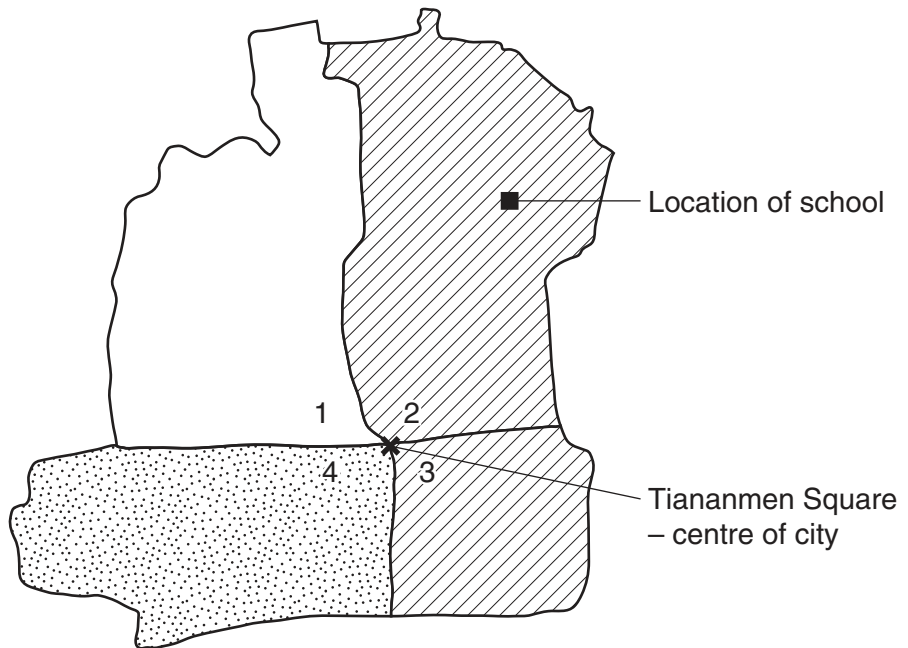 Location of school
1 2
4 3
Tiananmen Square
– centre of city